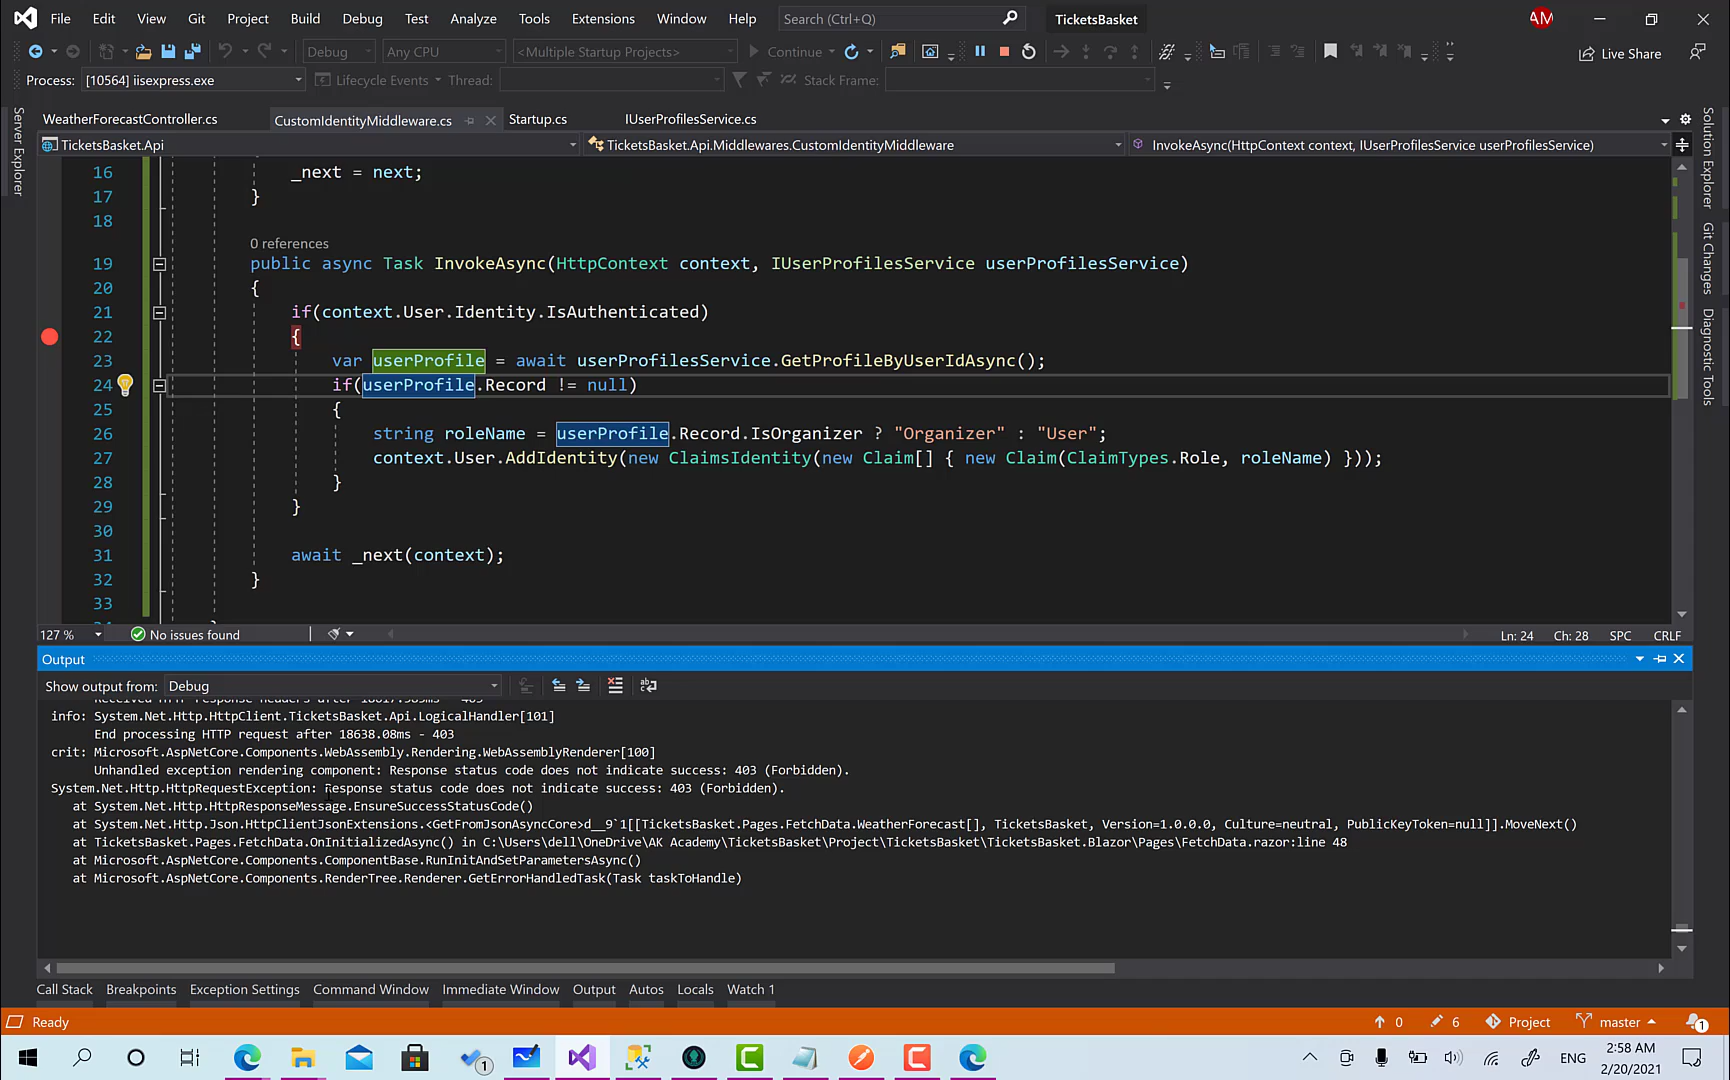 File Edit View Git Project Build Debug Test Analyze Tools Extensions Window Help Search (Ctrl+Q) TicketsBasket AM
Debug Any CPU <Multiple Startup Projects> Continue Live Share
Process: [10564] iisexpress.exe Lifecycle Events Thread: Stack Frame:
Server Explorer
WeatherForecastController.cs CustomIdentityMiddleware.cs Startup.cs IUserProfilesService.cs
TicketsBasket.Api TicketsBasket.Api.Middlewares.CustomIdentityMiddleware InvokeAsync(HttpContext context, IUserProfilesService userProfilesService)
16 _next = next;
17 }
18
0 references
19 public async Task InvokeAsync(HttpContext context, IUserProfilesService userProfilesService)
20 {
21 if(context.User.Identity.IsAuthenticated)
22 {
23 var userProfile = await userProfilesService.GetProfileByUserIdAsync();
24 if(userProfile.Record != null)
25 {
26 string roleName = userProfile.Record.IsOrganizer ? "Organizer" : "User";
27 context.User.AddIdentity(new ClaimsIdentity(new Claim[] { new Claim(ClaimTypes.Role, roleName) }));
28 }
29 }
30
31 await _next(context);
32 }
33
Solution Explorer
Git Changes
Diagnostic Tools
127 % No issues found Ln: 24 Ch: 28 SPC CRLF
Output
Show output from: Debug
info: System.Net.Http.HttpClient.TicketsBasket.Api.LogicalHandler[101]
End processing HTTP request after 18638.08ms - 403
crit: Microsoft.AspNetCore.Components.WebAssembly.Rendering.WebAssemblyRenderer[100]
Unhandled exception rendering component: Response status code does not indicate success: 403 (Forbidden).
System.Net.Http.HttpRequestException: Response status code does not indicate success: 403 (Forbidden).
at System.Net.Http.HttpResponseMessage.EnsureSuccessStatusCode()
at System.Net.Http.Json.HttpClientJsonExtensions.<GetFromJsonAsyncCore>d__9`1[[TicketsBasket.Pages.FetchData.WeatherForecast[], TicketsBasket, Version=1.0.0.0, Culture=neutral, PublicKeyToken=null]].MoveNext()
at TicketsBasket.Pages.FetchData.OnInitializedAsync() in C:\Users\dell\OneDrive\AK Academy\TicketsBasket\Project\TicketsBasket\TicketsBasket.Blazor\Pages\FetchData.razor:line 48
at Microsoft.AspNetCore.Components.ComponentBase.RunInitAndSetParametersAsync()
at Microsoft.AspNetCore.Components.RenderTree.Renderer.GetErrorHandledTask(Task taskToHandle)
Call Stack Breakpoints Exception Settings Command Window Immediate Window Output Autos Locals Watch 1
Ready 0 6 Project master 1
1 ENG 2:58 AM
2/20/2021